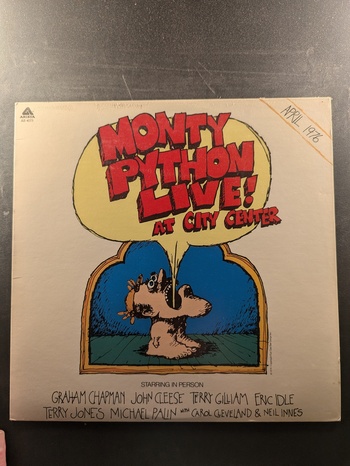 ARISTA
APRIL 1976
MONTY
PYTHON
LIVE!
AT CITY CENTER
STARRING IN PERSON
GRAHAM CHAPMAN JOHN CLEESE TERRY GILLIAM ERIC IDLE
TERRY JONES MICHAEL PALIN WITH CAROL CLEVELAND & NEIL INNES